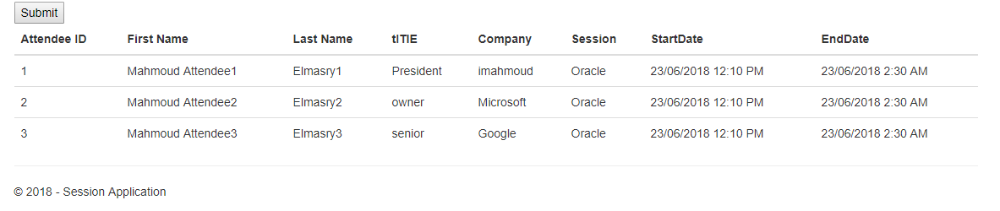 Submit
Attendee ID First Name Last Name tITIE Company Session StartDate EndDate
1 Mahmoud Attendee1 Elmasry1 President imahmoud Oracle 23/06/2018 12:10 PM 23/06/2018 2:30 AM
2 Mahmoud Attendee2 Elmasry2 owner Microsoft Oracle 23/06/2018 12:10 PM 23/06/2018 2:30 AM
3 Mahmoud Attendee3 Elmasry3 senior Google Oracle 23/06/2018 12:10 PM 23/06/2018 2:30 AM
© 2018 - Session Application